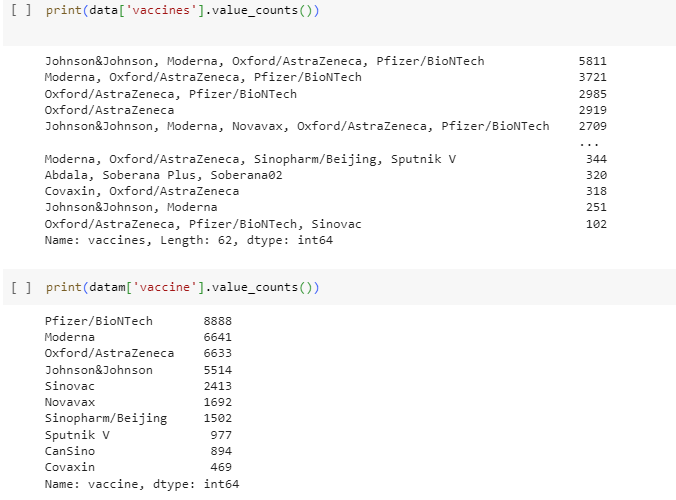 [ ] print(data['vaccines'].value_counts())
Johnson&Johnson, Moderna, Oxford/AstraZeneca, Pfizer/BioNTech 5811
Moderna, Oxford/AstraZeneca, Pfizer/BioNTech 3721
Oxford/AstraZeneca, Pfizer/BioNTech 2985
Oxford/AstraZeneca 2919
Johnson&Johnson, Moderna, Novavax, Oxford/AstraZeneca, Pfizer/BioNTech 2709
...
Moderna, Oxford/AstraZeneca, Sinopharm/Beijing, Sputnik V 344
Abdala, Soberana Plus, Soberana02 320
Covaxin, Oxford/AstraZeneca 318
Johnson&Johnson, Moderna 251
Oxford/AstraZeneca, Pfizer/BioNTech, Sinovac 102
Name: vaccines, Length: 62, dtype: int64
[ ] print(datam['vaccine'].value_counts())
Pfizer/BioNTech 8888
Moderna 6641
Oxford/AstraZeneca 6633
Johnson&Johnson 5514
Sinovac 2413
Novavax 1692
Sinopharm/Beijing 1502
Sputnik V 977
CanSino 894
Covaxin 469
Name: vaccine, dtype: int64